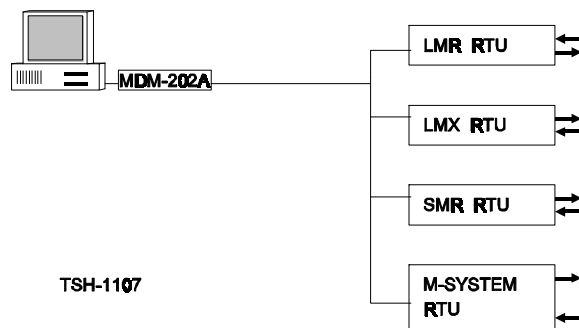 MDM-202A
LMR RTU
LMX RTU
SMR RTU
M-SYSTEM
RTU
TSH-1107